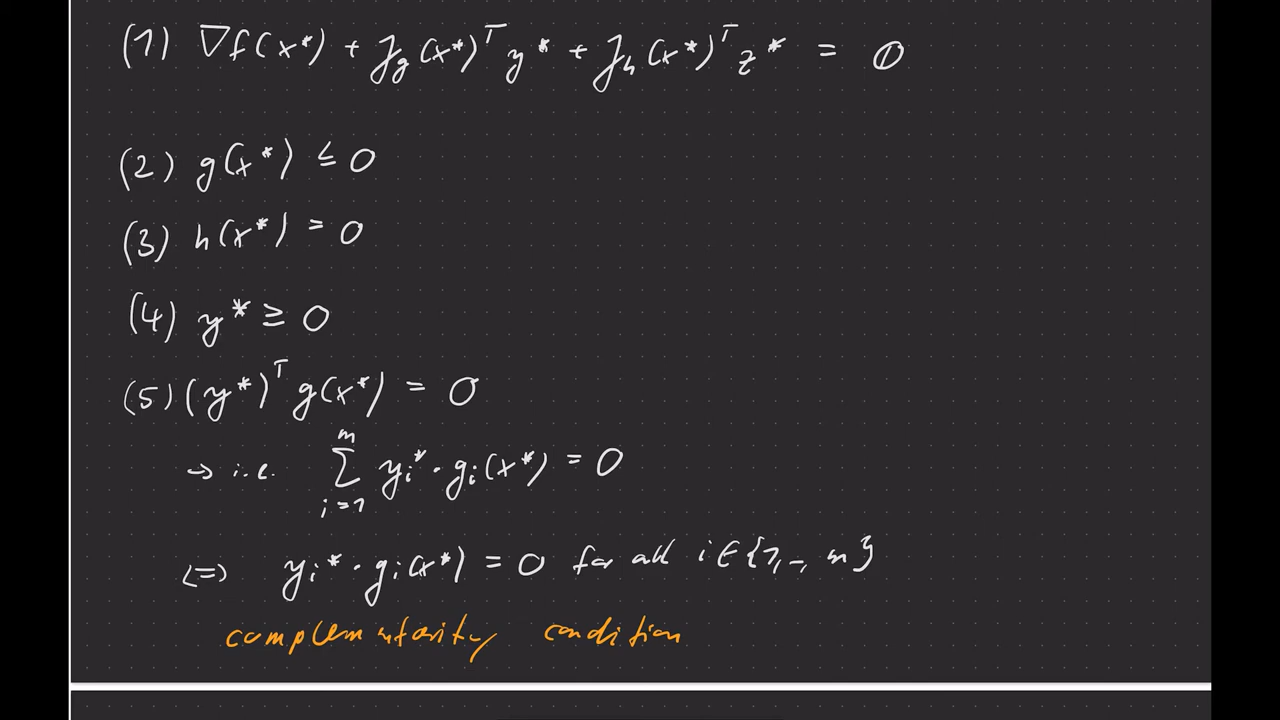 (1) ∇f(x*) + J_g(x*)^T y* + J_h(x*)^T z* = 0
(2) g(x*) ≤ 0
(3) h(x*) = 0
(4) y* ≥ 0
(5) (y*)^T g(x*) = 0
→ i.e. ∑_{i=1}^{m} y_i* · g_i(x*) = 0
⇔ y_i* · g_i(x*) = 0 for all i ∈ {1, …, m}
complementarity condition